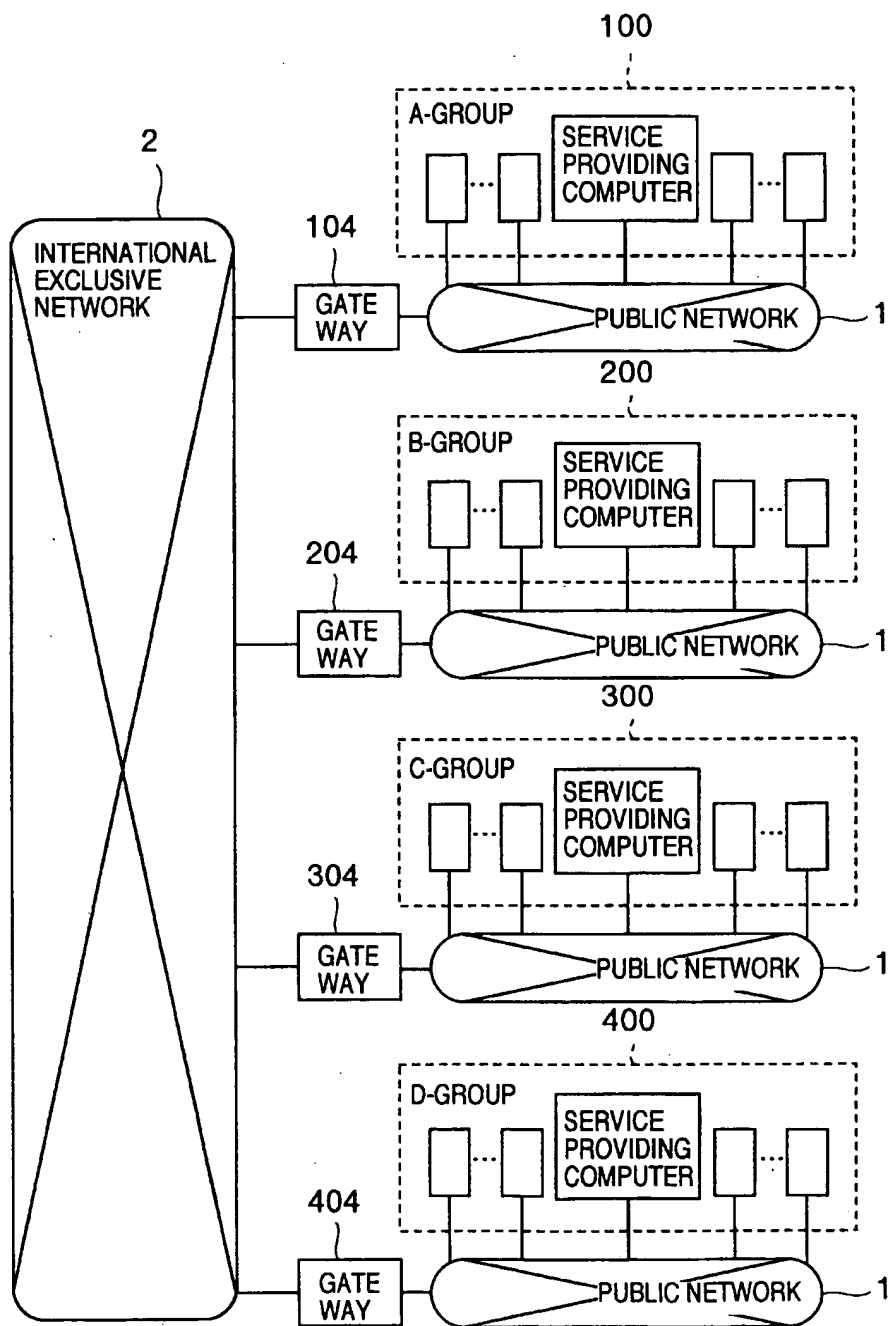 100
A-GROUP
SERVICE
PROVIDING
COMPUTER
2
INTERNATIONAL
EXCLUSIVE
NETWORK
104
GATE
WAY
PUBLIC NETWORK
1
200
B-GROUP
SERVICE
PROVIDING
COMPUTER
204
GATE
WAY
PUBLIC NETWORK
1
300
C-GROUP
SERVICE
PROVIDING
COMPUTER
304
GATE
WAY
PUBLIC NETWORK
1
400
D-GROUP
SERVICE
PROVIDING
COMPUTER
404
GATE
WAY
PUBLIC NETWORK
1